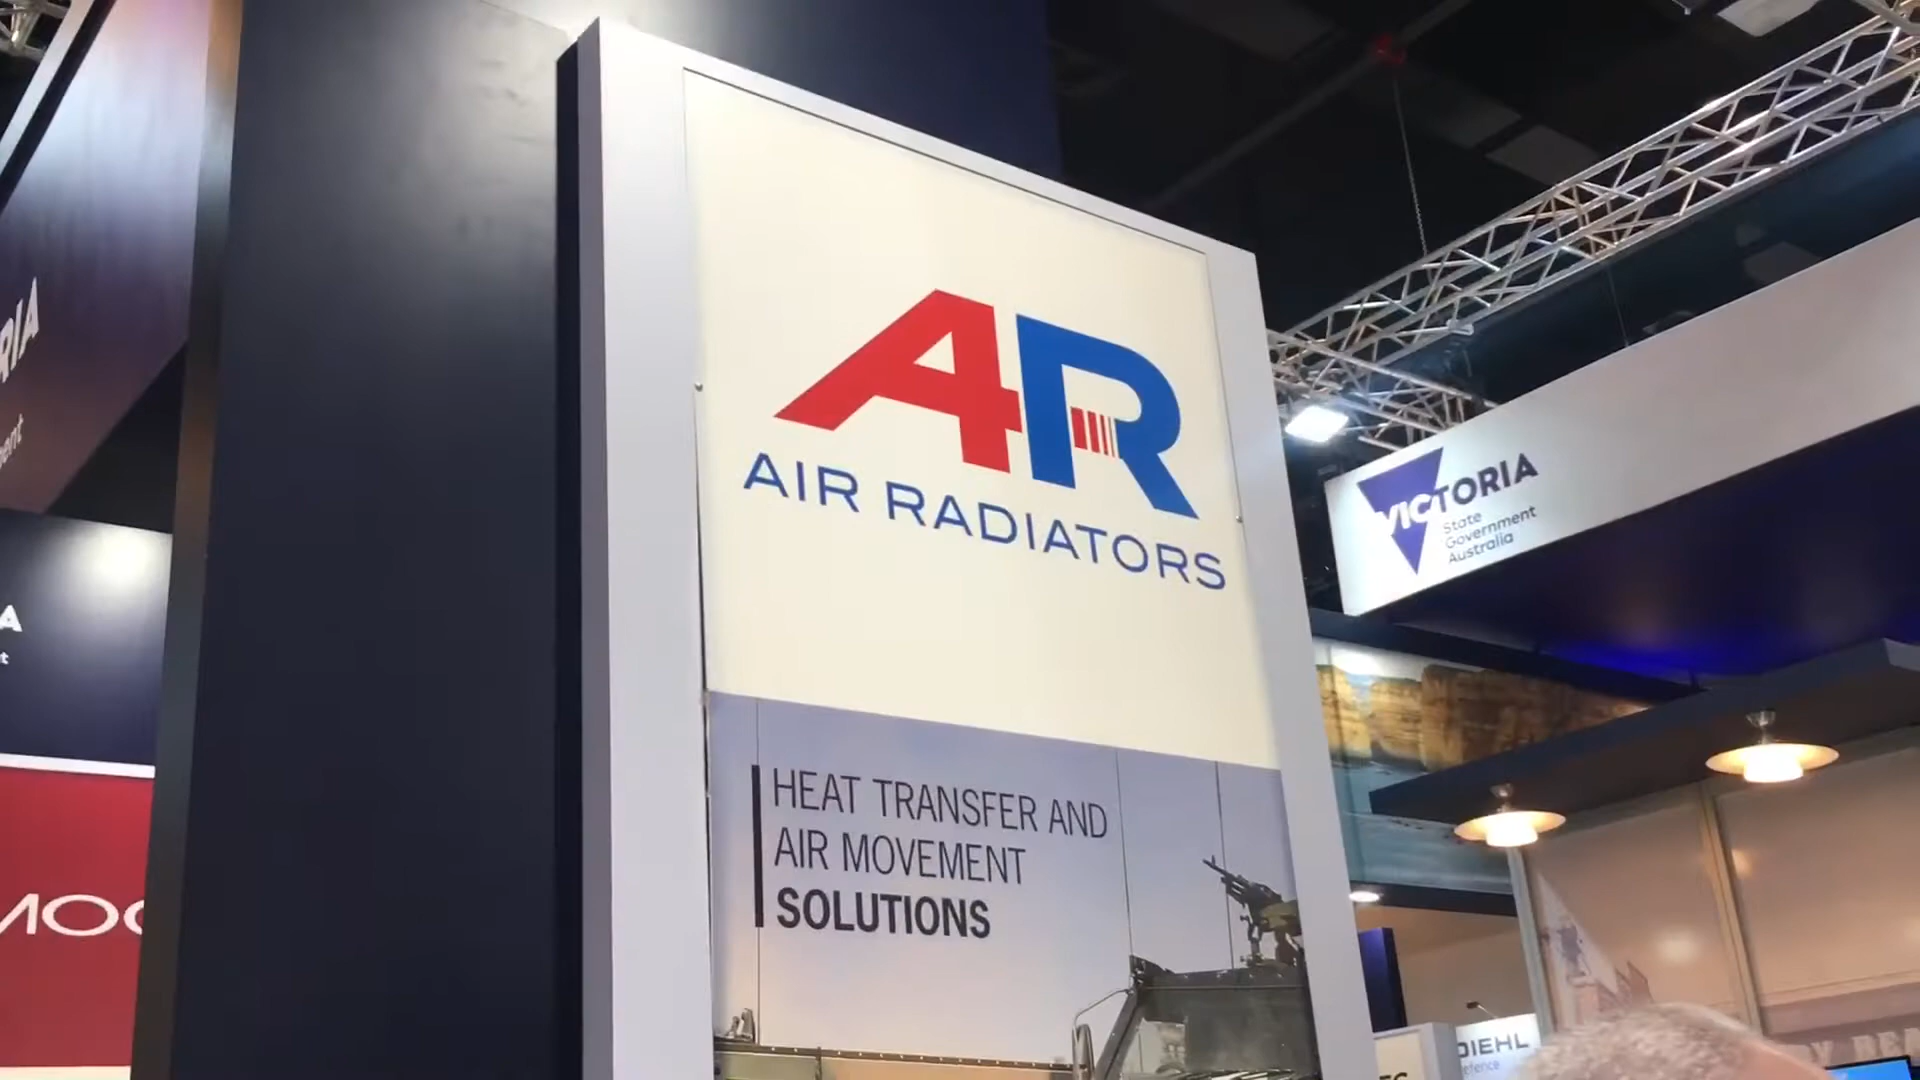 AR
AIR RADIATORS
HEAT TRANSFER AND
AIR MOVEMENT
SOLUTIONS
VICTORIA
State
Government
Australia
DIEHL